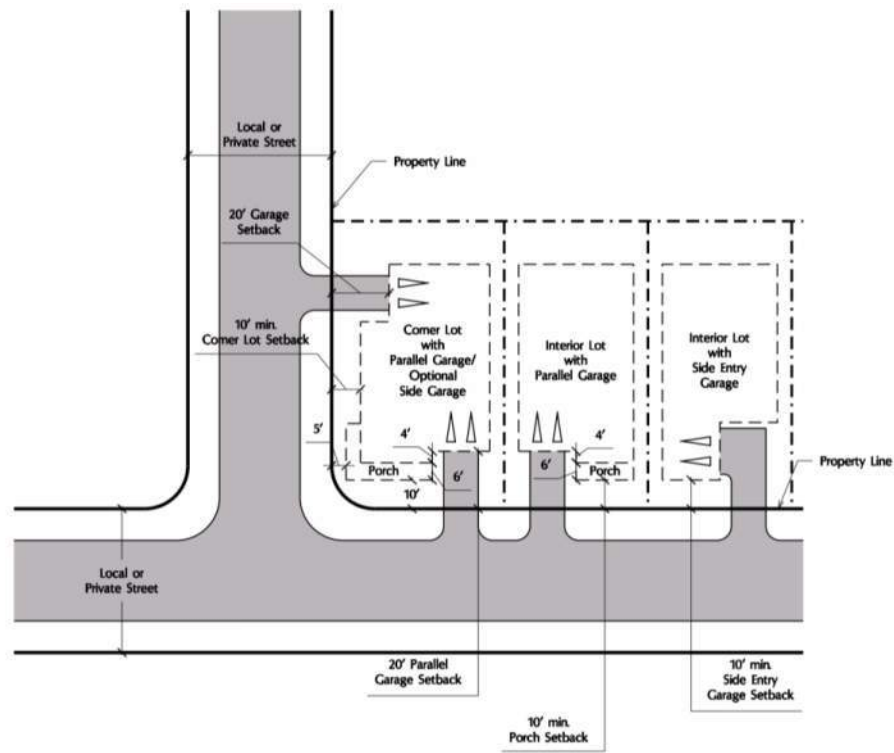 Local or
Private Street
Property Line
20' Garage
Setback
10' min.
Corner Lot Setback
Corner Lot
with
Parallel Garage/
Optional
Side Garage
Interior Lot
with
Parallel Garage
Interior Lot
with
Side Entry
Garage
5'
4'
4'
Porch
6'
6'
Porch
10'
Property Line
Local or
Private Street
20' Parallel
Garage Setback
10' min.
Side Entry
Garage Setback
10' min.
Porch Setback